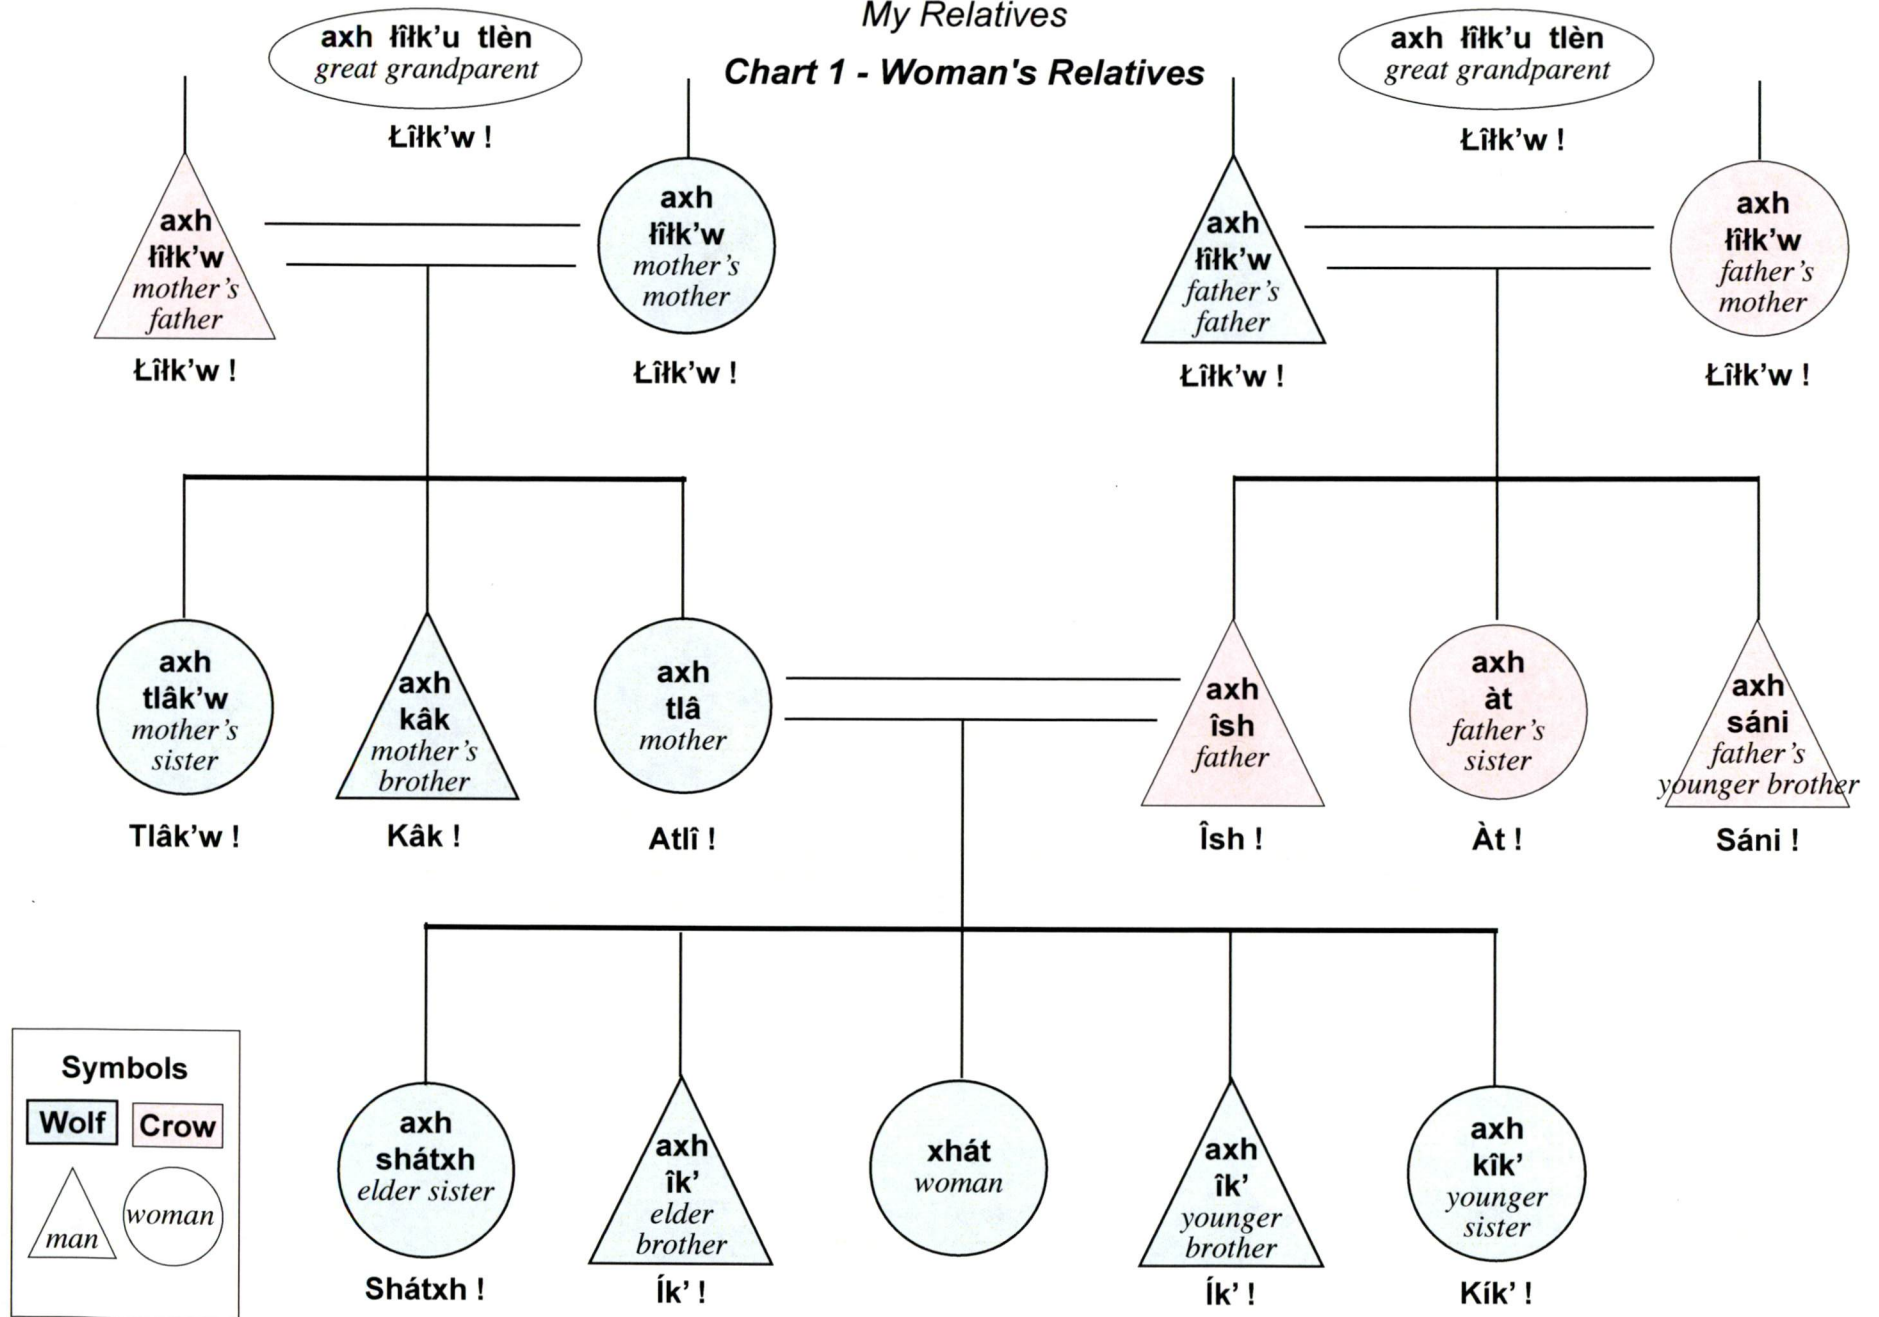 My Relatives
Chart 1 - Woman's Relatives
axh łîłk'u tlèn
great grandparent
Łîłk'w !
axh łîłk'u tlèn
great grandparent
Łîłk'w !
axh
łîłk'w
mother's
father
Łîłk'w !
axh
łîłk'w
mother's
mother
Łîłk'w !
axh
łîłk'w
father's
father
Łîłk'w !
axh
łîłk'w
father's
mother
Łîłk'w !
axh
tlâk'w
mother's
sister
Tlâk'w !
axh
kâk
mother's
brother
Kâk !
axh
tlâ
mother
Atlî !
axh
îsh
father
Îsh !
axh
àt
father's
sister
Àt !
axh
sáni
father's
younger brother
Sáni !
axh
shátxh
elder sister
Shátxh !
axh
îk'
elder
brother
Ík' !
xhát
woman
axh
îk'
younger
brother
Ík' !
axh
kîk'
younger
sister
Kík' !
Symbols
Wolf Crow
man woman